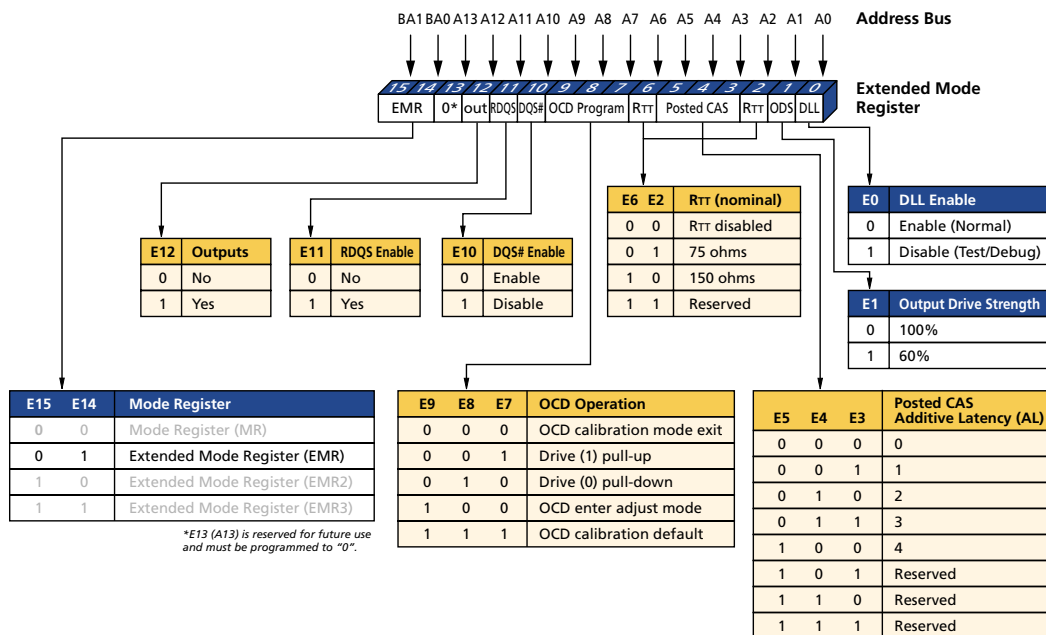 BA1 BA0 A13 A12 A11 A10 A9 A8 A7 A6 A5 A4 A3 A2 A1 A0 Address Bus
15 14 13 12 11 10 9 8 7 6 5 4 3 2 1 0 Extended Mode
Register
EMR 0* out RDQS DQS# OCD Program RTT Posted CAS RTT ODS DLL
E12 Outputs
0 No
1 Yes
E11 RDQS Enable
0 No
1 Yes
E10 DQS# Enable
0 Enable
1 Disable
E6 E2 RTT (nominal)
0 0 RTT disabled
0 1 75 ohms
1 0 150 ohms
1 1 Reserved
E0 DLL Enable
0 Enable (Normal)
1 Disable (Test/Debug)
E1 Output Drive Strength
0 100%
1 60%
E15 E14 Mode Register
0 0 Mode Register (MR)
0 1 Extended Mode Register (EMR)
1 0 Extended Mode Register (EMR2)
1 1 Extended Mode Register (EMR3)
*E13 (A13) is reserved for future use
and must be programmed to “0”.
E9 E8 E7 OCD Operation
0 0 0 OCD calibration mode exit
0 0 1 Drive (1) pull-up
0 1 0 Drive (0) pull-down
1 0 0 OCD enter adjust mode
1 1 1 OCD calibration default
E5 E4 E3 Posted CAS
Additive Latency (AL)
0 0 0 0
0 0 1 1
0 1 0 2
0 1 1 3
1 0 0 4
1 0 1 Reserved
1 1 0 Reserved
1 1 1 Reserved